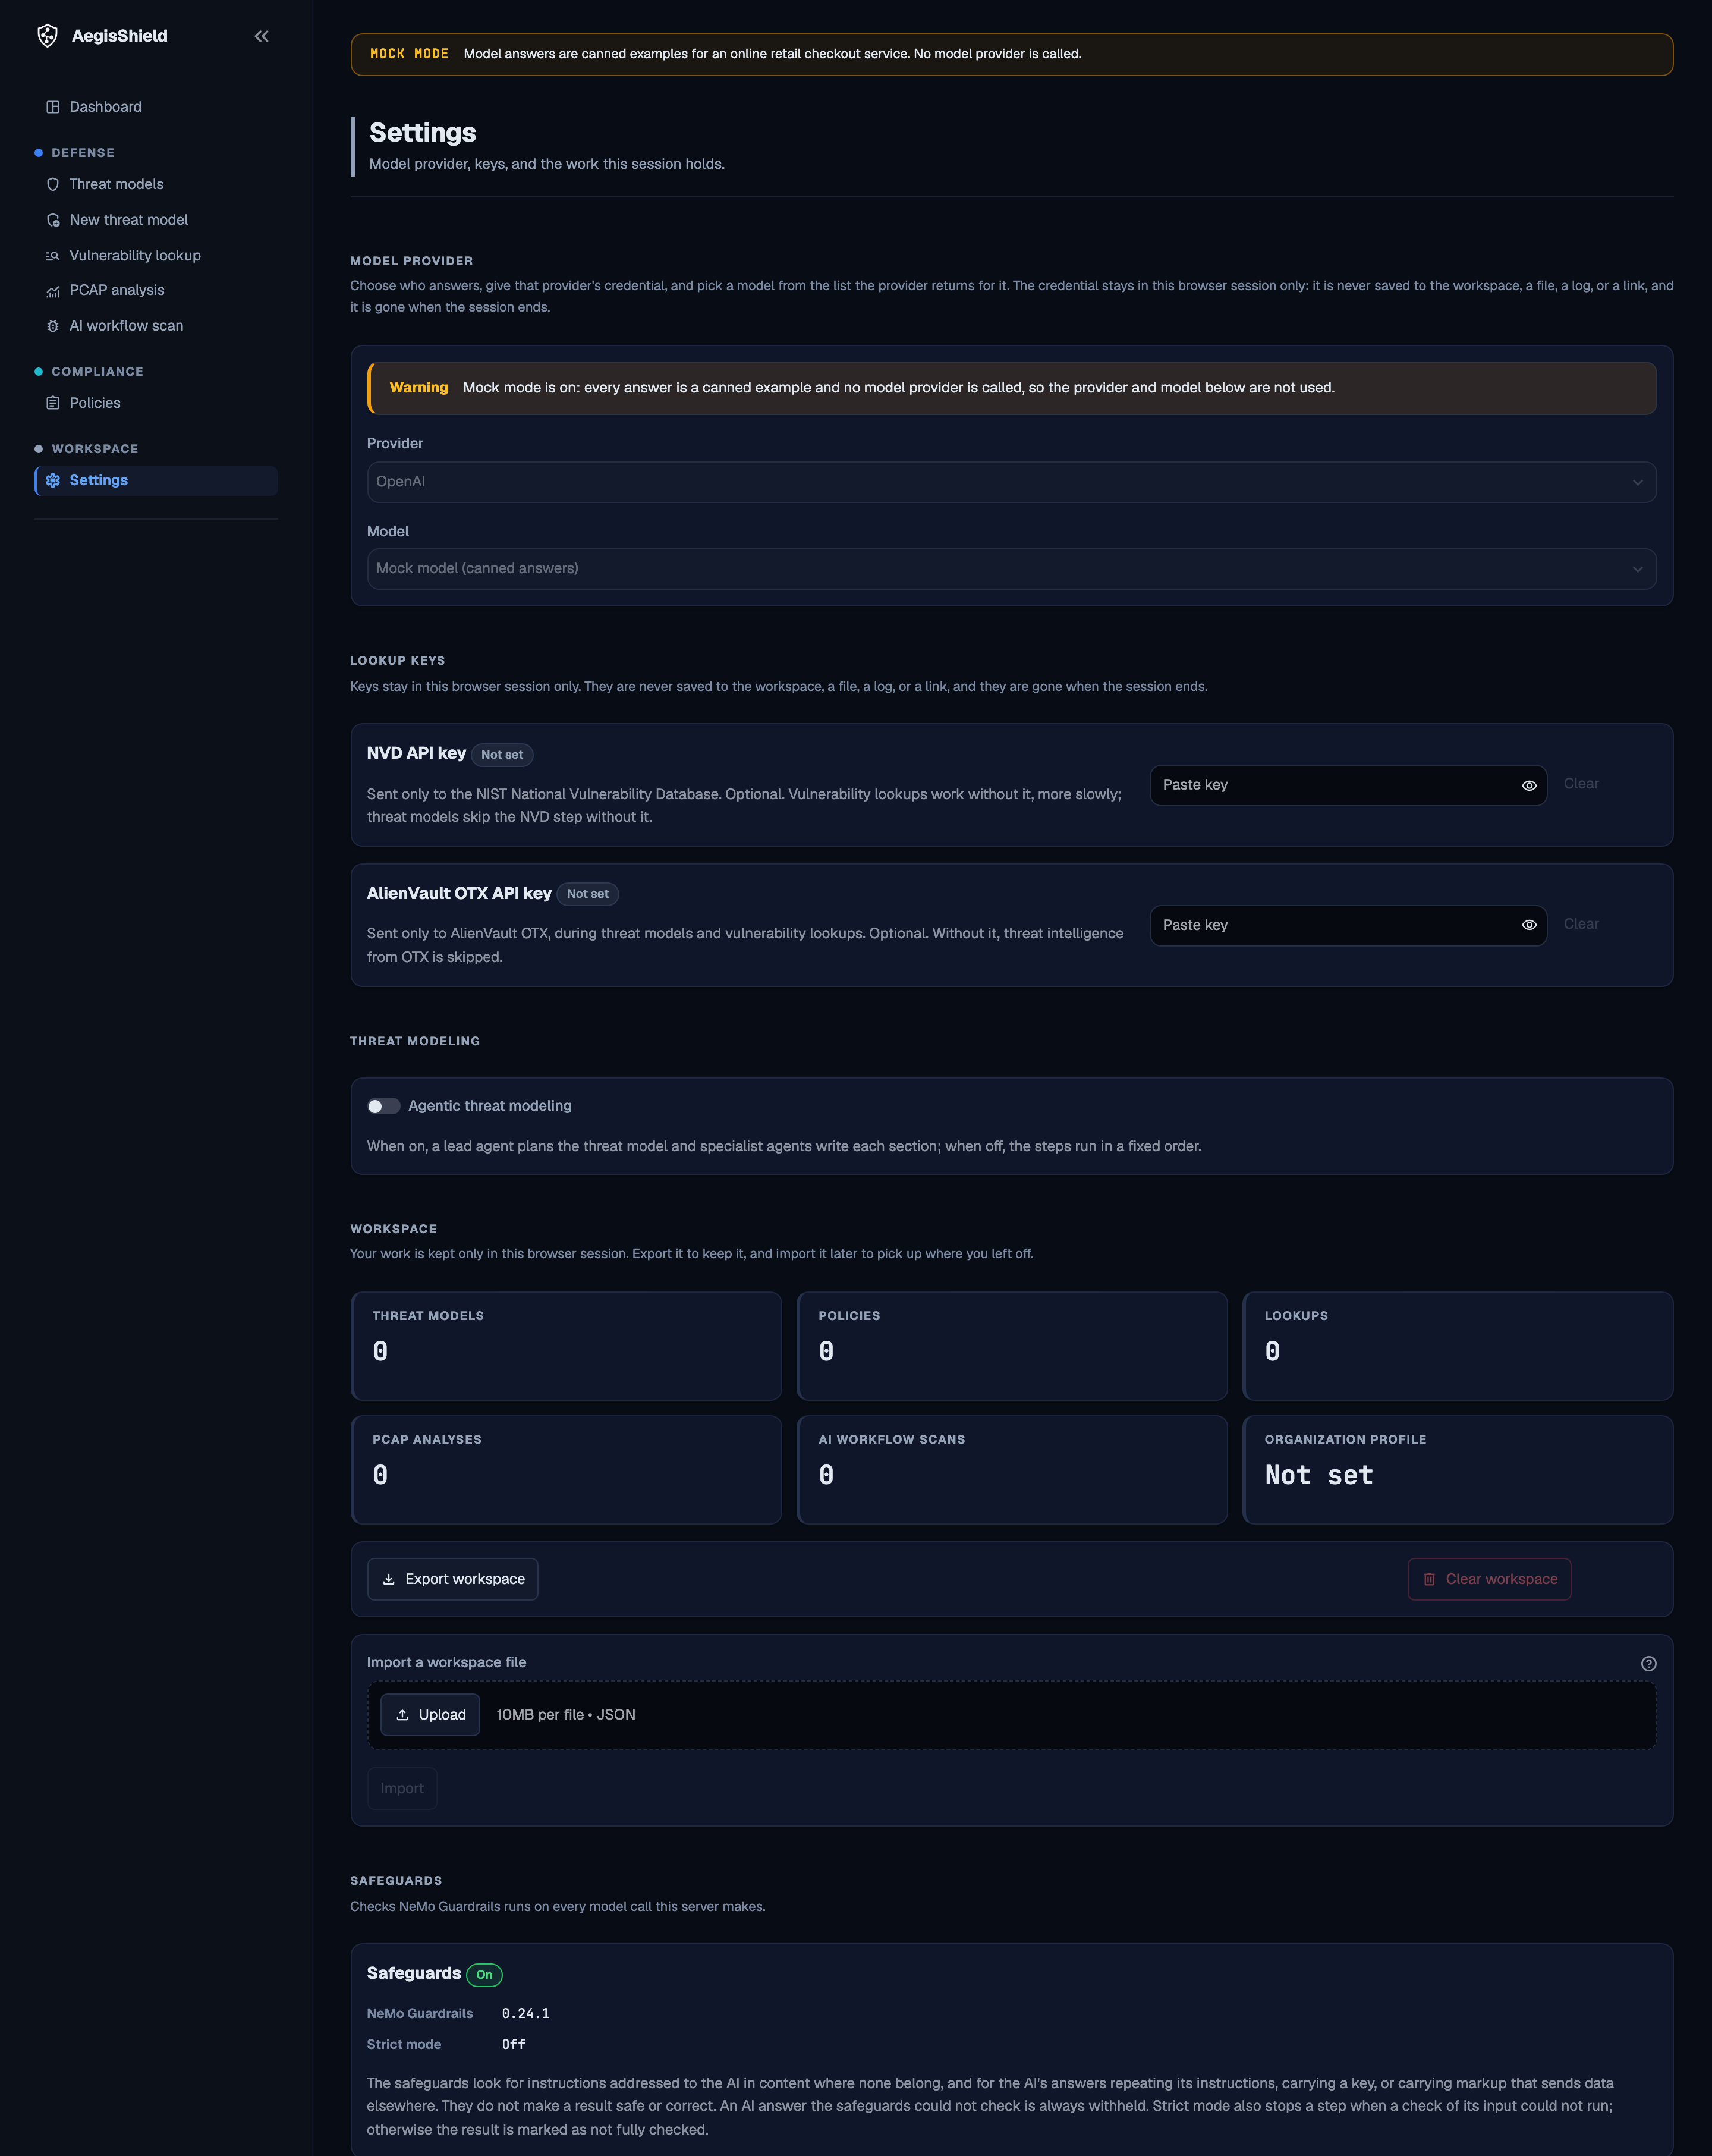 AegisShield
Dashboard
DEFENSE
Threat models
New threat model
Vulnerability lookup
PCAP analysis
AI workflow scan
COMPLIANCE
Policies
WORKSPACE
Settings
MOCK MODE Model answers are canned examples for an online retail checkout service. No model provider is called.
Settings
Model provider, keys, and the work this session holds.
MODEL PROVIDER
Choose who answers, give that provider's credential, and pick a model from the list the provider returns for it. The credential stays in this browser session only: it is never saved to the workspace, a file, a log, or a link, and
it is gone when the session ends.
Warning Mock mode is on: every answer is a canned example and no model provider is called, so the provider and model below are not used.
Provider
OpenAI
Model
Mock model (canned answers)
LOOKUP KEYS
Keys stay in this browser session only. They are never saved to the workspace, a file, a log, or a link, and they are gone when the session ends.
NVD API key Not set
Sent only to the NIST National Vulnerability Database. Optional. Vulnerability lookups work without it, more slowly;
threat models skip the NVD step without it.
Paste key
Clear
AlienVault OTX API key Not set
Sent only to AlienVault OTX, during threat models and vulnerability lookups. Optional. Without it, threat intelligence
from OTX is skipped.
Paste key
Clear
THREAT MODELING
Agentic threat modeling
When on, a lead agent plans the threat model and specialist agents write each section; when off, the steps run in a fixed order.
WORKSPACE
Your work is kept only in this browser session. Export it to keep it, and import it later to pick up where you left off.
THREAT MODELS
0
POLICIES
0
LOOKUPS
0
PCAP ANALYSES
0
AI WORKFLOW SCANS
0
ORGANIZATION PROFILE
Not set
Export workspace
Clear workspace
Import a workspace file
Upload
10MB per file • JSON
Import
SAFEGUARDS
Checks NeMo Guardrails runs on every model call this server makes.
Safeguards On
NeMo Guardrails 0.24.1
Strict mode Off
The safeguards look for instructions addressed to the AI in content where none belong, and for the AI's answers repeating its instructions, carrying a key, or carrying markup that sends data
elsewhere. They do not make a result safe or correct. An AI answer the safeguards could not check is always withheld. Strict mode also stops a step when a check of its input could not run;
otherwise the result is marked as not fully checked.